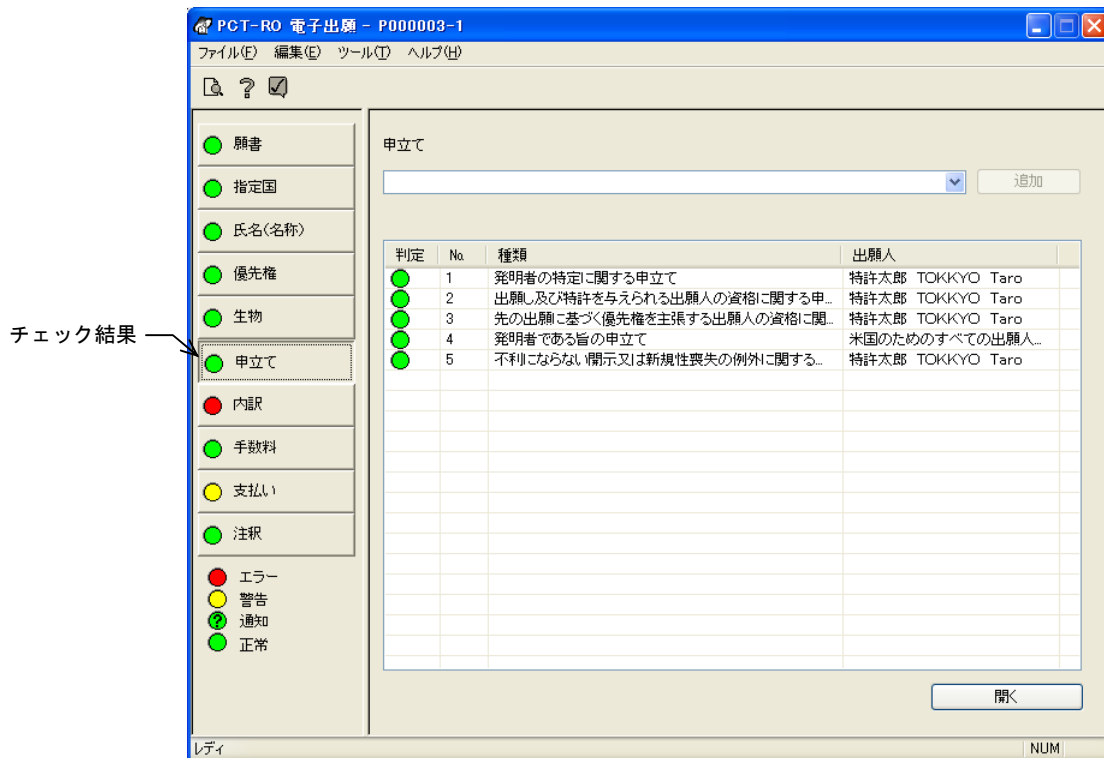 PCT-RO 電子出願 - P000003-1
ファイル(F) 編集(E) ツール(T) ヘルプ(H)
願書
指定国
氏名(名称)
優先権
生物
申立て
内訳
手数料
支払い
注釈
エラー
警告
通知
正常
チェック結果
申立て
追加
判定 No. 種類 出願人
1 発明者の特定に関する申立て 特許太郎 TOKKYO Taro
2 出願し及び特許を与えられる出願人の資格に関する申... 特許太郎 TOKKYO Taro
3 先の出願に基づく優先権を主張する出願人の資格に関... 特許太郎 TOKKYO Taro
4 発明者である旨の申立て 米国のためのすべての出願人...
5 不利にならない開示又は新規性喪失の例外に関する... 特許太郎 TOKKYO Taro
開く
レディ NUM